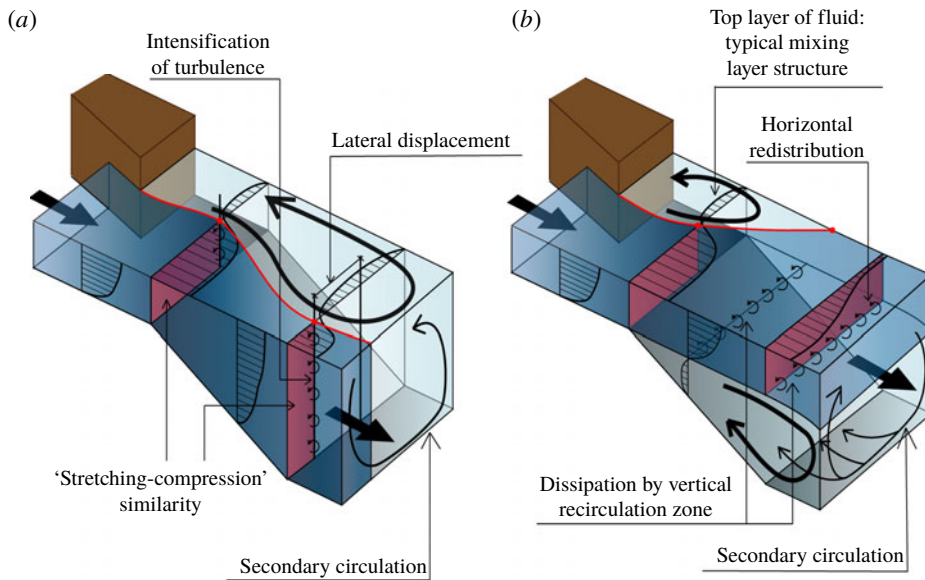 (a)
Intensification
of turbulence
Lateral displacement
‘Stretching-compression’
similarity
Secondary circulation
(b)
Top layer of fluid:
typical mixing
layer structure
Horizontal
redistribution
Dissipation by vertical
recirculation zone
Secondary circulation